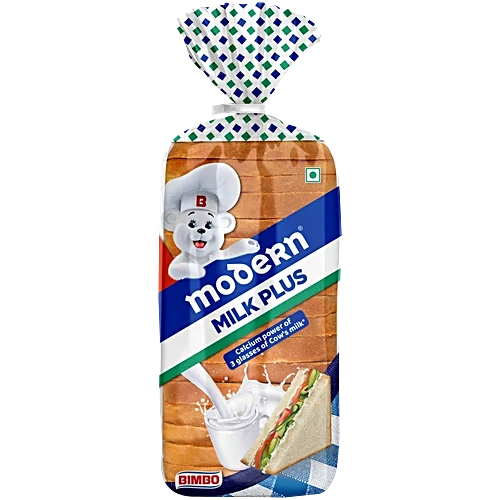 B
modern®
MILK PLUS
Calcium power of
3 glasses of Cow's milk*
BIMBO